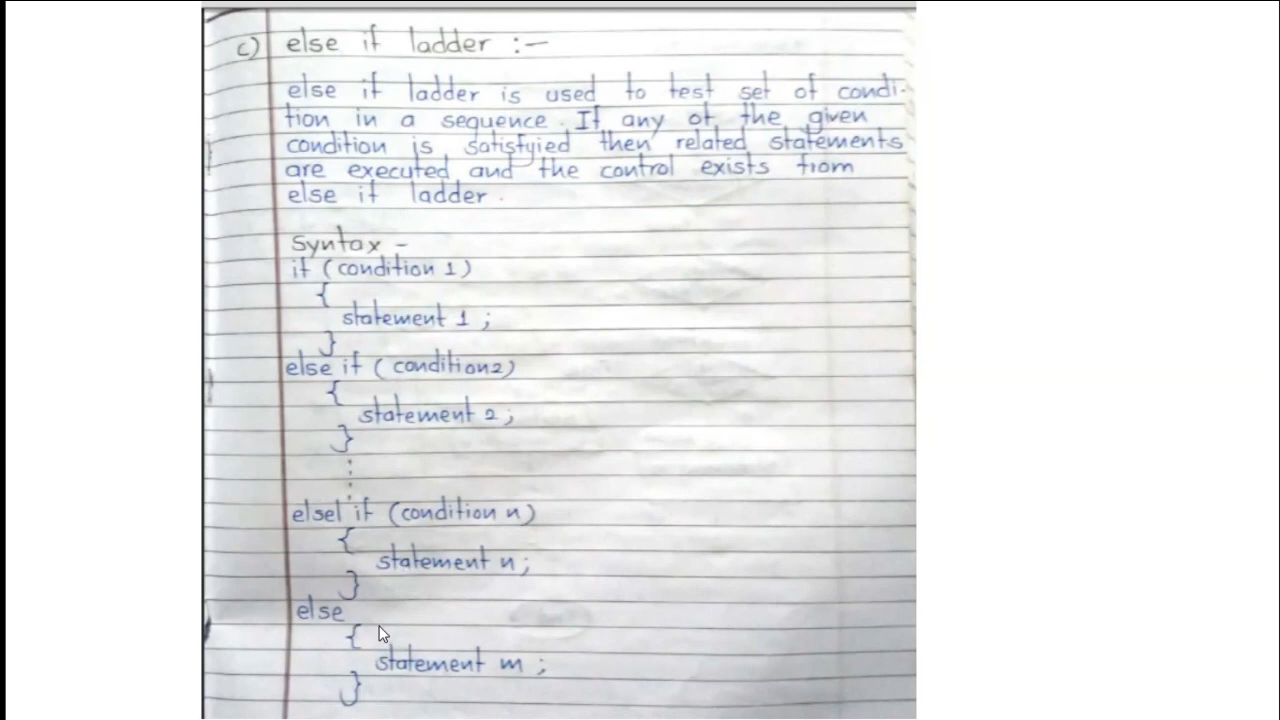 c) else if ladder :-
else if ladder is used to test set of condi-
tion in a sequence. If any of the given
condition is satisfyied then related statements
are executed and the control exists from
else if ladder.
Syntax -
if (condition 1)
{
statement 1 ;
}
else if ( condition2)
{
statement 2 ;
}
⋮
elsel if (condition n)
{
statement n ;
}
else
{
statement m ;
}